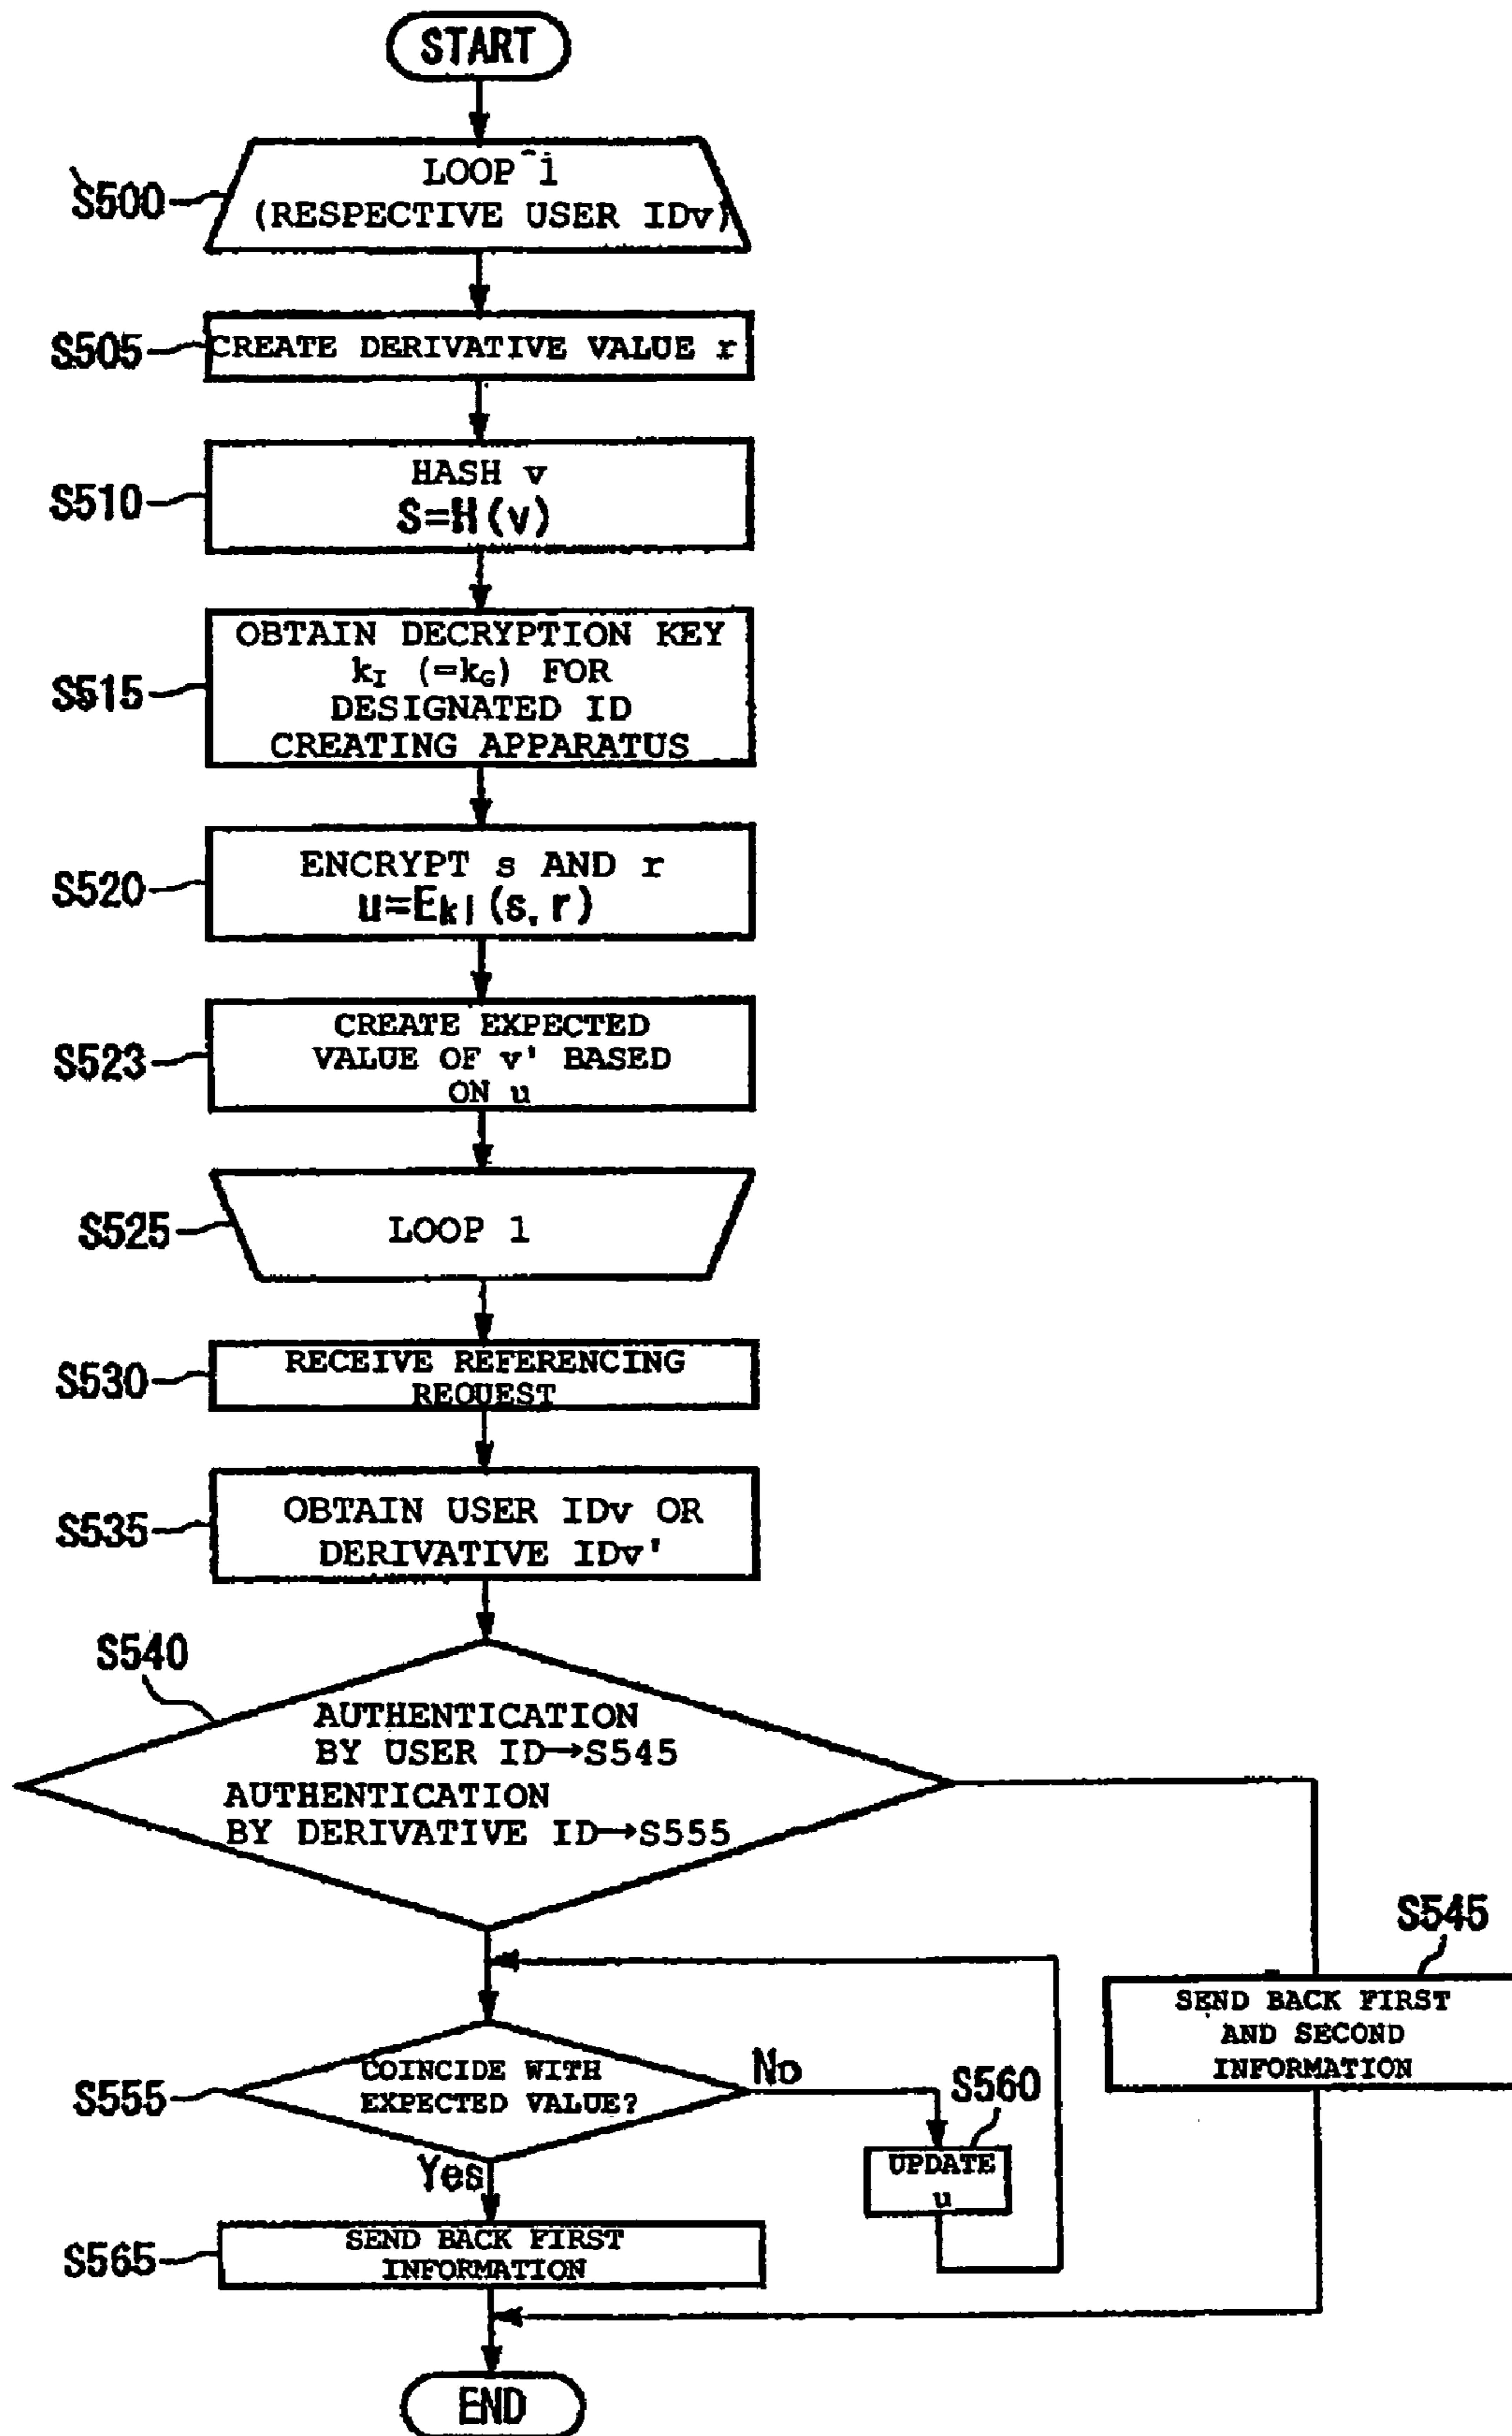 START
S500
LOOP 1
(RESPECTIVE USER IDv)
S505
CREATE DERIVATIVE VALUE r
S510
HASH v
S=H(v)
S515
OBTAIN DECRYPTION KEY
kI (=kG) FOR
DESIGNATED ID
CREATING APPARATUS
S520
ENCRYPT s AND r
u=EkI(s,r)
S523
CREATE EXPECTED
VALUE OF v' BASED
ON u
S525
LOOP 1
S530
RECEIVE REFERENCING
REQUEST
S535
OBTAIN USER IDv OR
DERIVATIVE IDv'
S540
AUTHENTICATION
BY USER ID→S545
AUTHENTICATION
BY DERIVATIVE ID→S555
S545
SEND BACK FIRST
AND SECOND
INFORMATION
S555
COINCIDE WITH
EXPECTED VALUE?
No
S560
UPDATE
u
Yes
S565
SEND BACK FIRST
INFORMATION
END